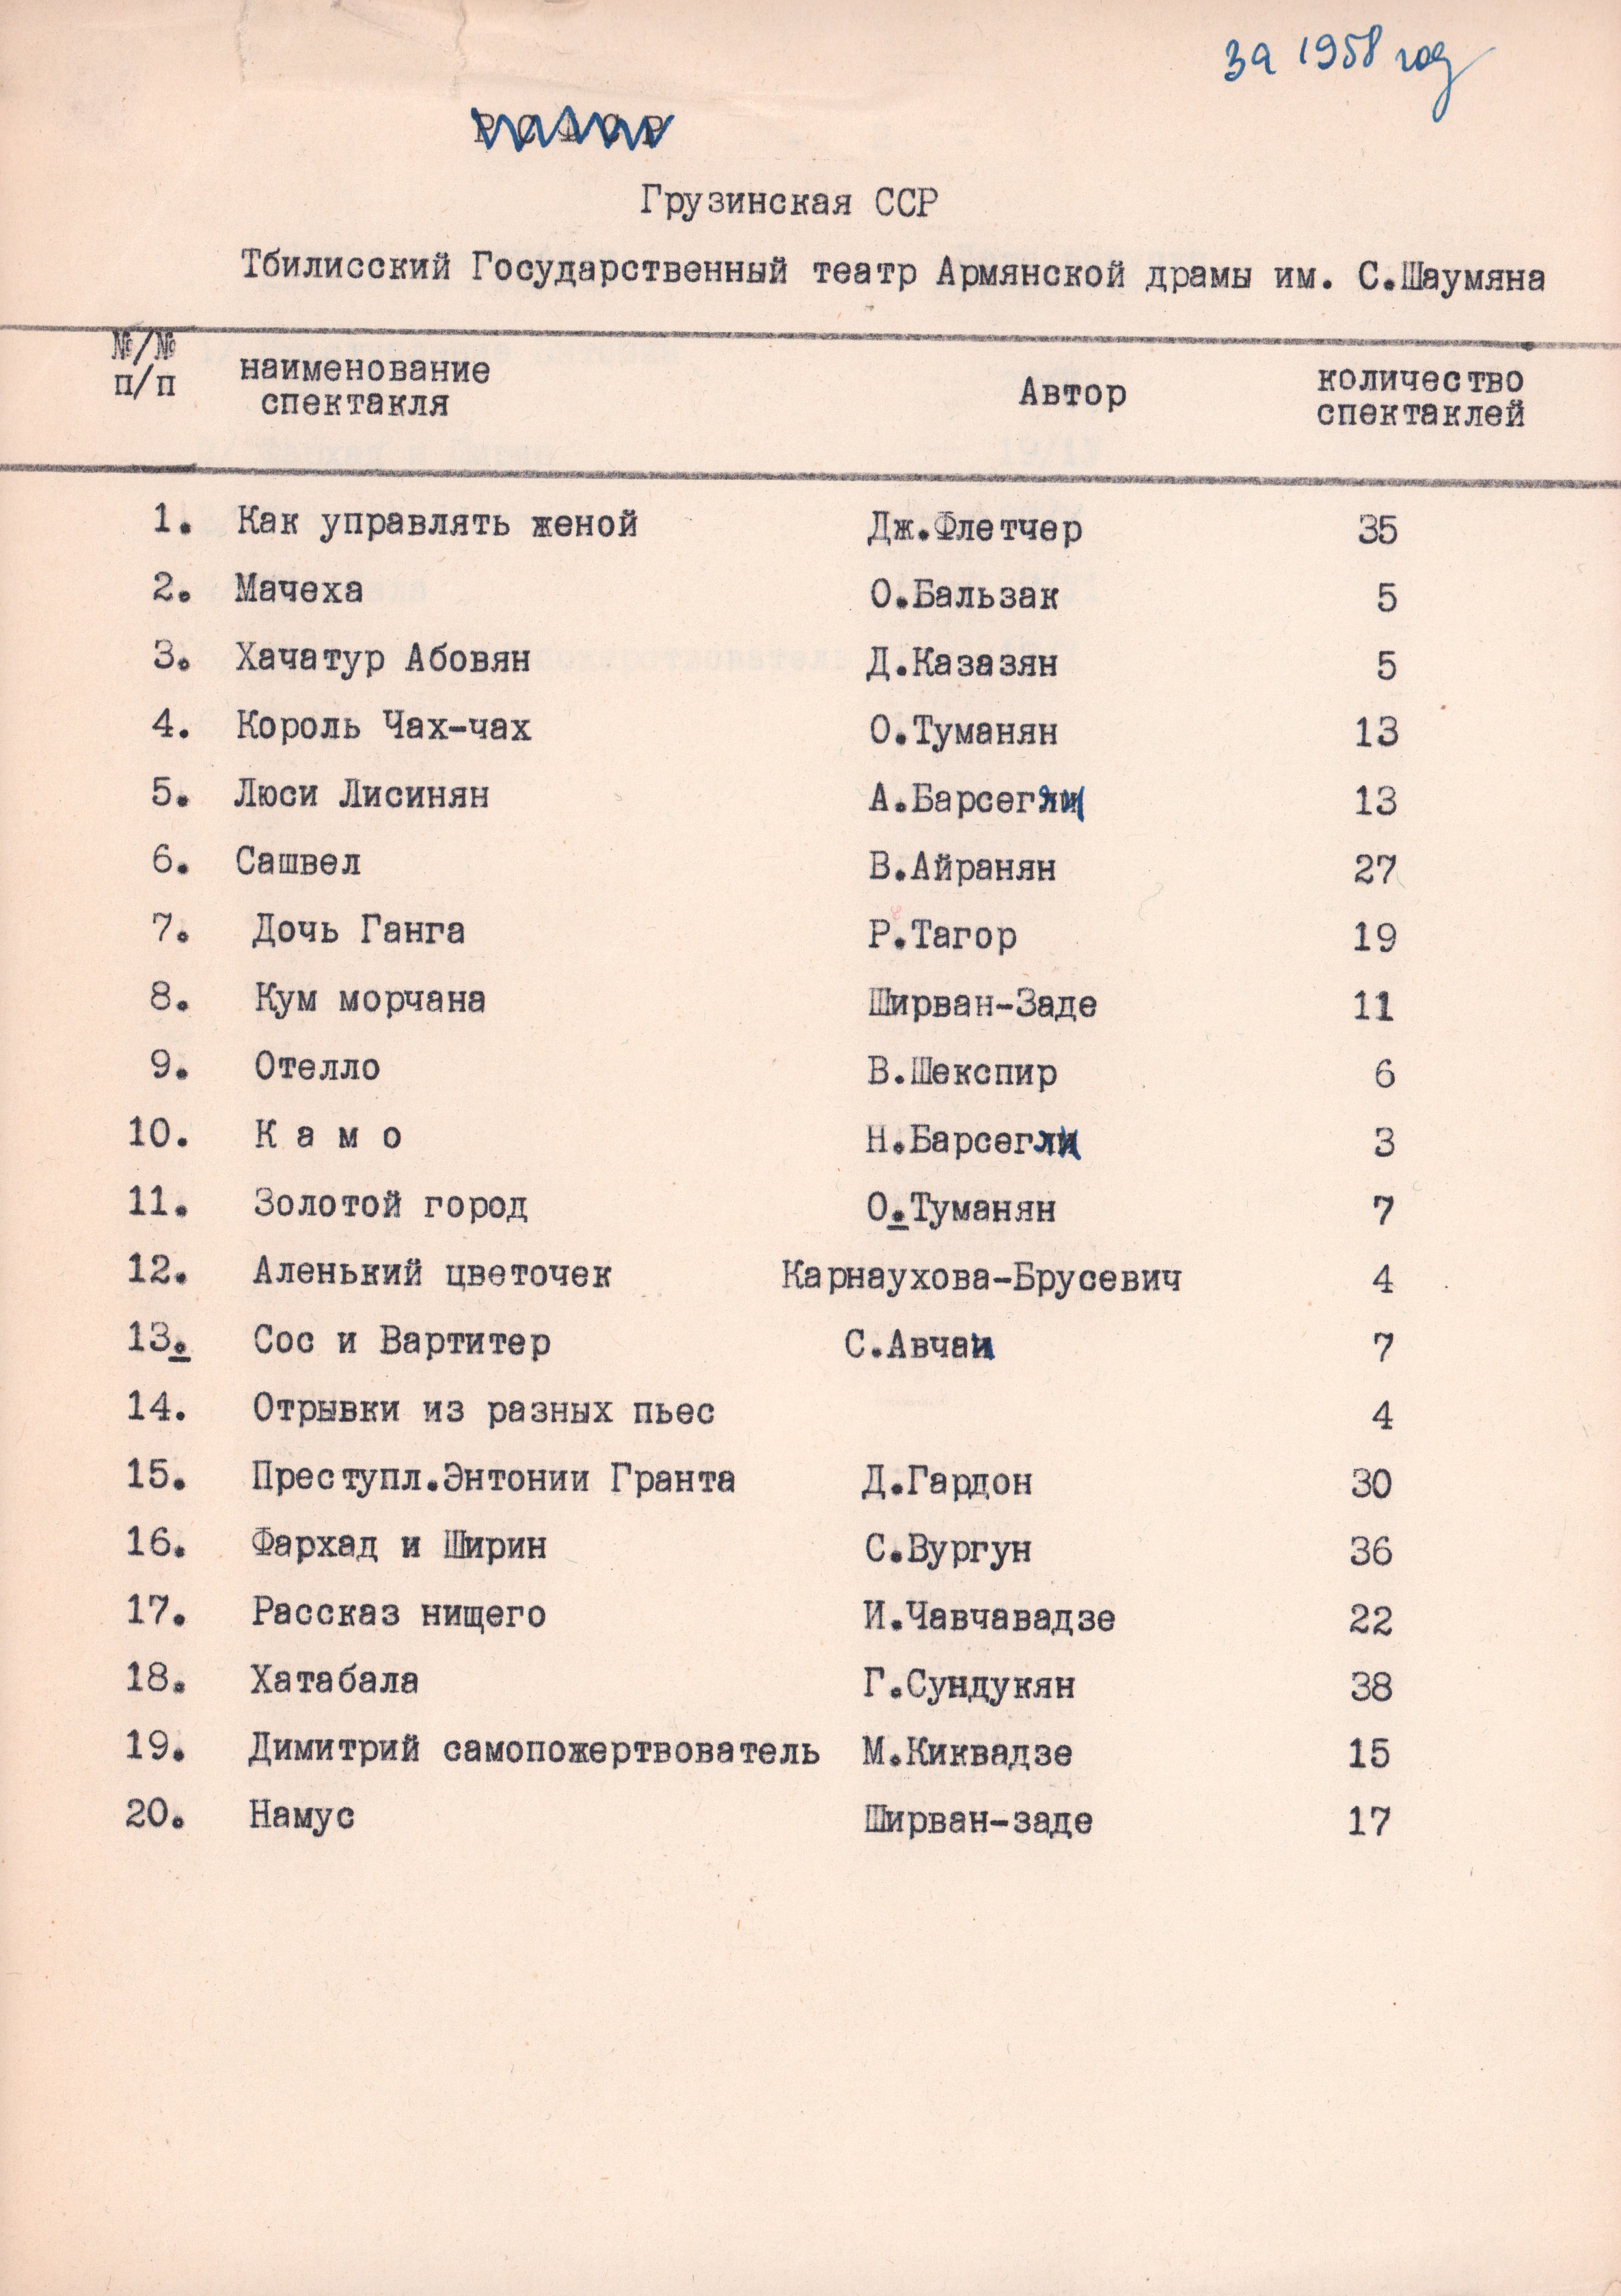 за 1958 год
Грузинская ССР
Тбилисский Государственный театр Армянской драмы им. С.Шаумяна
№/№ п/п наименование спектакля Автор количество спектаклей
1. Как управлять женой Дж.Флетчер 35
2. Мачеха О.Бальзак 5
3. Хачатур Абовян Д.Казазян 5
4. Король Чах-чах О.Туманян 13
5. Люси Лисинян 13
6. Сашвел В.Айранян 27
7. Дочь Ганга Р.Тагор 19
8. Кум морчана Ширван-Заде 11
9. Отелло В.Шекспир 6
10. К а м о 3
11. Золотой город О.Туманян 7
12. Аленький цветочек Карнаухова-Брусевич 4
13. Сос и Вартитер 7
14. Отрывки из разных пьес 4
15. Преступл.Энтонии Гранта Д.Гардон 30
16. Фархад и Ширин С.Вургун 36
17. Рассказ нищего И.Чавчавадзе 22
18. Хатабала Г.Сундукян 38
19. Димитрий самопожертвователь М.Киквадзе 15
20. Намус Ширван-заде 17